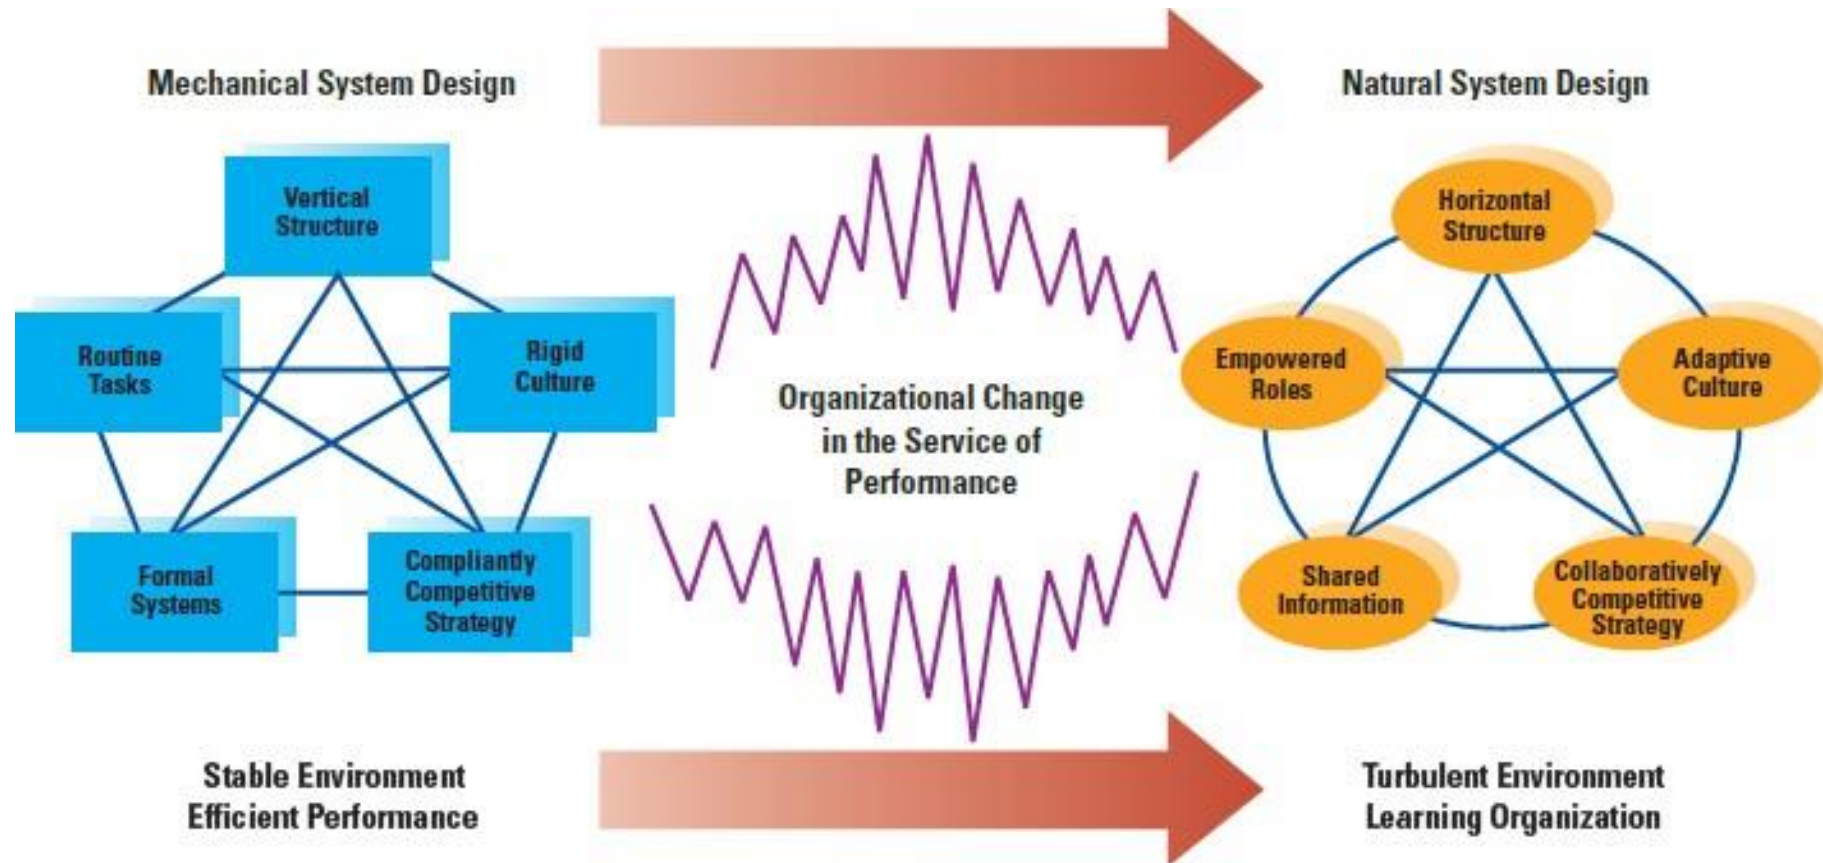 Mechanical System Design
Natural System Design
Vertical
Structure
Routine
Tasks
Rigid
Culture
Formal
Systems
Compliantly
Competitive
Strategy
Organizational Change
in the Service of
Performance
Horizontal
Structure
Empowered
Roles
Adaptive
Culture
Shared
Information
Collaboratively
Competitive
Strategy
Stable Environment
Efficient Performance
Turbulent Environment
Learning Organization